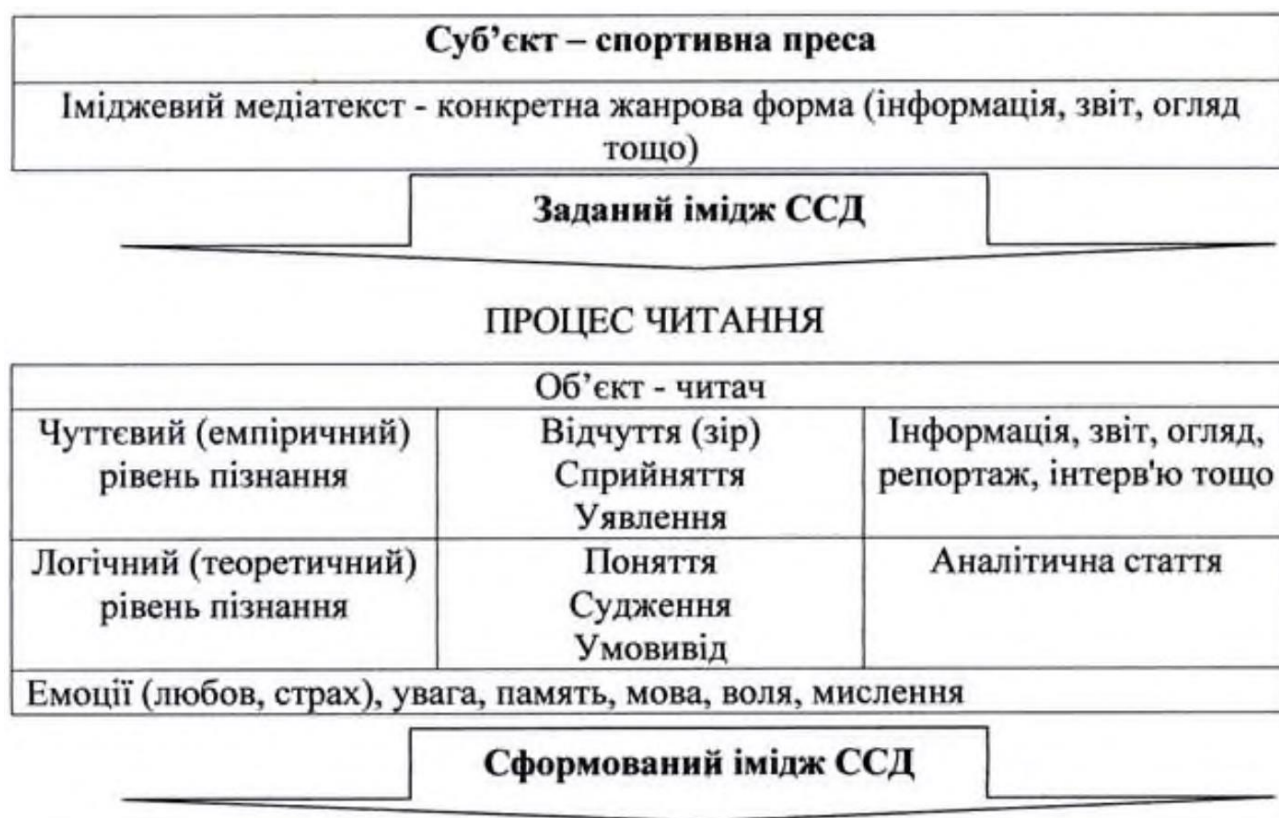 Суб’єкт – спортивна преса
Іміджевий медіатекст - конкретна жанрова форма (інформація, звіт, огляд
тощо)
Заданий імідж ССД
ПРОЦЕС ЧИТАННЯ
Об’єкт - читач
Чуттєвий (емпіричний)
рівень пізнання
Відчуття (зір)
Сприйняття
Уявлення
Інформація, звіт, огляд,
репортаж, інтерв'ю тощо
Логічний (теоретичний)
рівень пізнання
Поняття
Судження
Умовивід
Аналітична стаття
Емоції (любов, страх), увага, память, мова, воля, мислення
Сформований імідж ССД